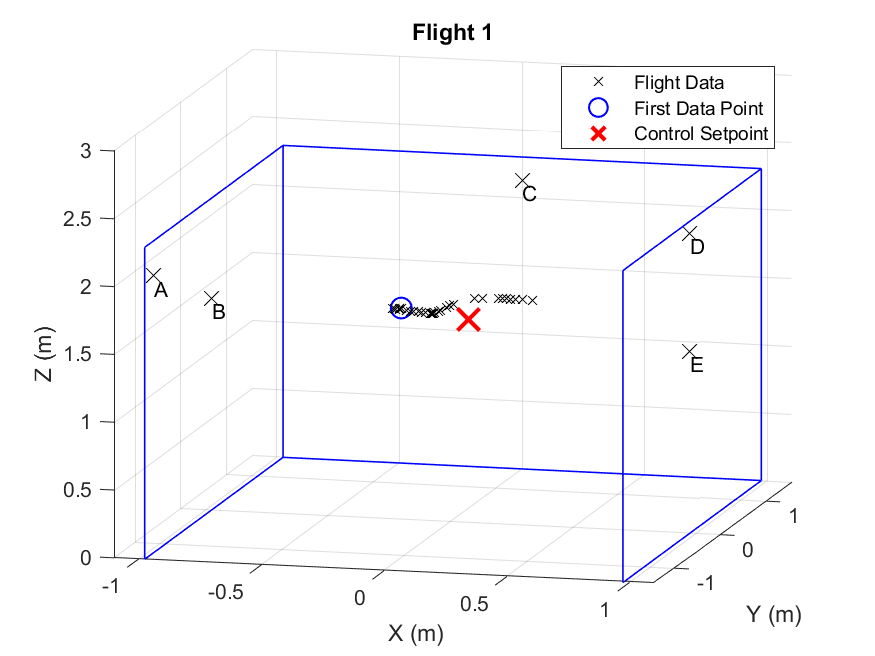 Flight 1
Flight Data
First Data Point
Control Setpoint
3
2.5
2
1.5
1
0.5
0
Z (m)
A
B
C
D
E
-1
-0.5
0
0.5
1
X (m)
-1
0
1
Y (m)